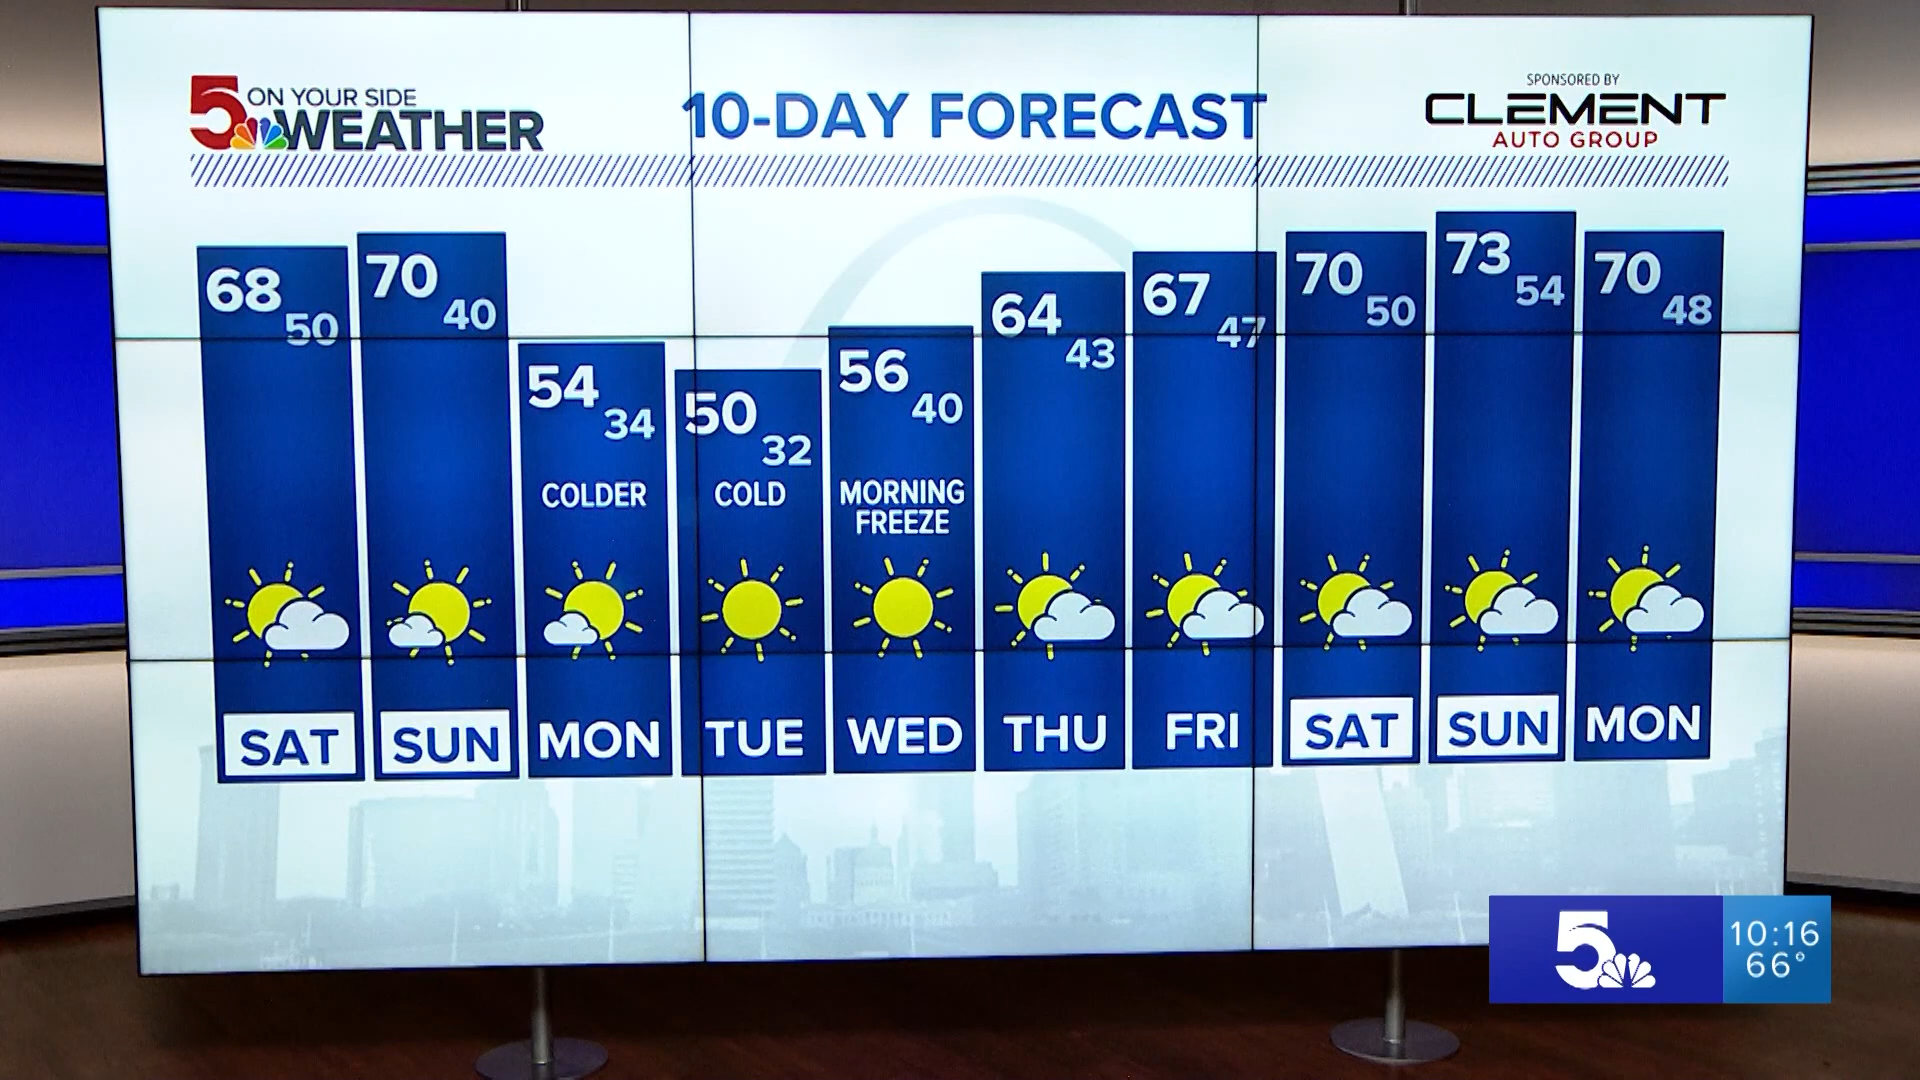 5 ON YOUR SIDE
WEATHER
10-DAY FORECAST
SPONSORED BY
CLEMENT
AUTO GROUP
68 50
70 40
54 34
COLDER
50 32
COLD
56 40
MORNING
FREEZE
64 43
67 47
70 50
73 54
70 48
SAT SUN MON TUE WED THU FRI SAT SUN MON
5
10:16
66°